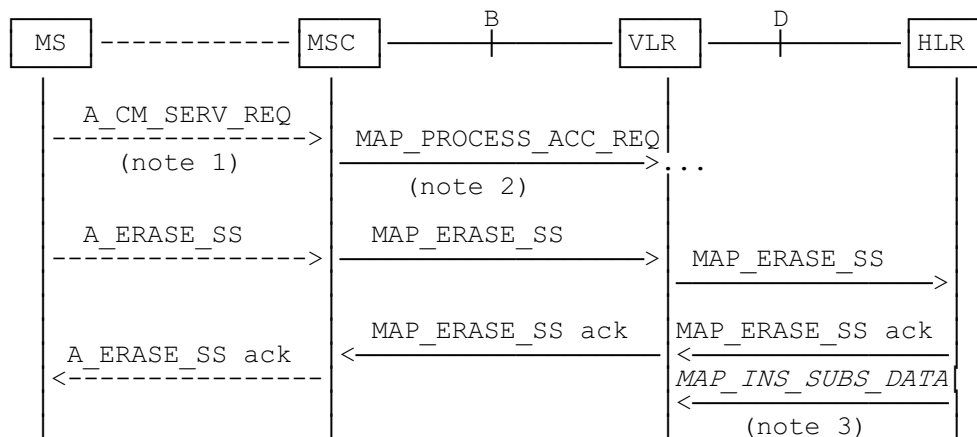 B D
MS MSC VLR HLR
A_CM_SERV_REQ
MAP_PROCESS_ACC_REQ
(note 1)
(note 2)
...
A_ERASE_SS MAP_ERASE_SS
MAP_ERASE_SS
MAP_ERASE_SS ack MAP_ERASE_SS ack
A_ERASE_SS ack
MAP_INS_SUBS_DATA
(note 3)